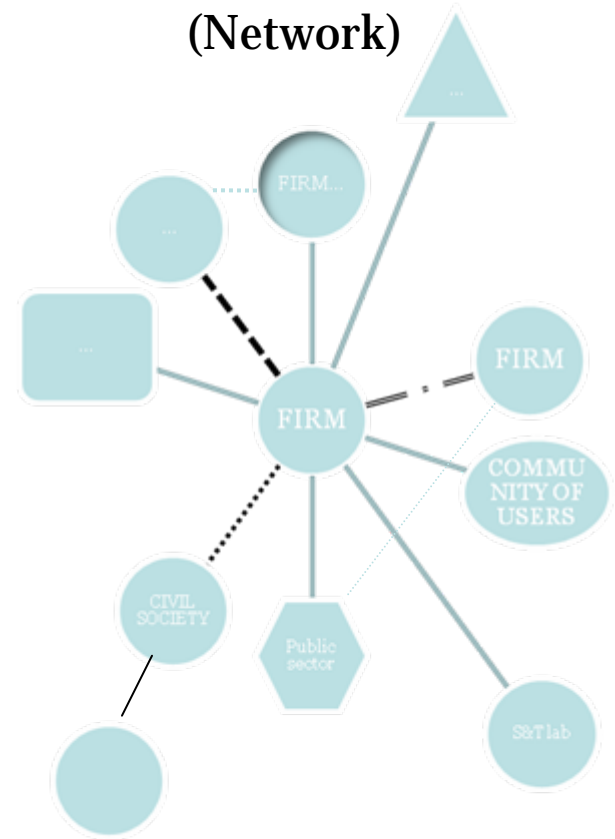 (Network)
...
FIRM...
...
...
FIRM
FIRM
COMMU
NITY OF
USERS
CIVIL
SOCIETY
Public
sector
S&T lab